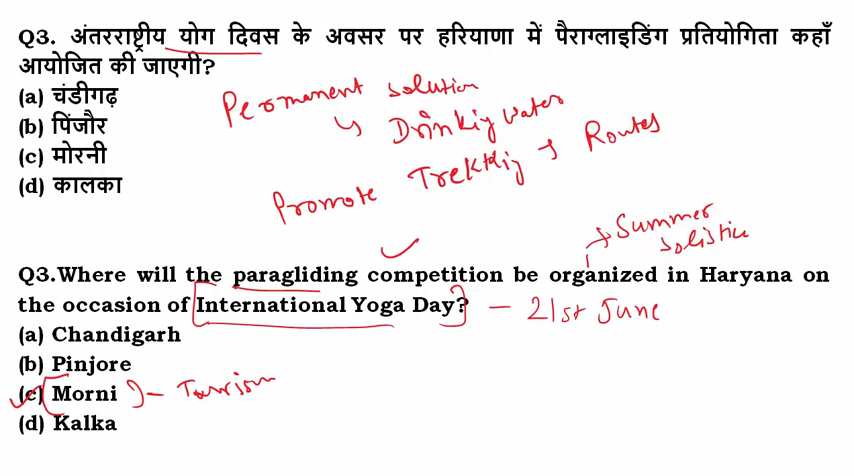 Q3. अंतरराष्ट्रीय योग दिवस के अवसर पर हरियाणा में पैराग्लाइडिंग प्रतियोगिता कहाँ
आयोजित की जाएगी?
(a) चंडीगढ़
(b) पिंजौर
(c) मोरनी
(d) कालका
Permanent solution
↳ Drinking water
Promote Trekking → Routes
→ Summer
solistice
Q3.Where will the paragliding competition be organized in Haryana on
the occasion of International Yoga Day? - 21st June
(a) Chandigarh
(b) Pinjore
(c) Morni - Tourism
(d) Kalka